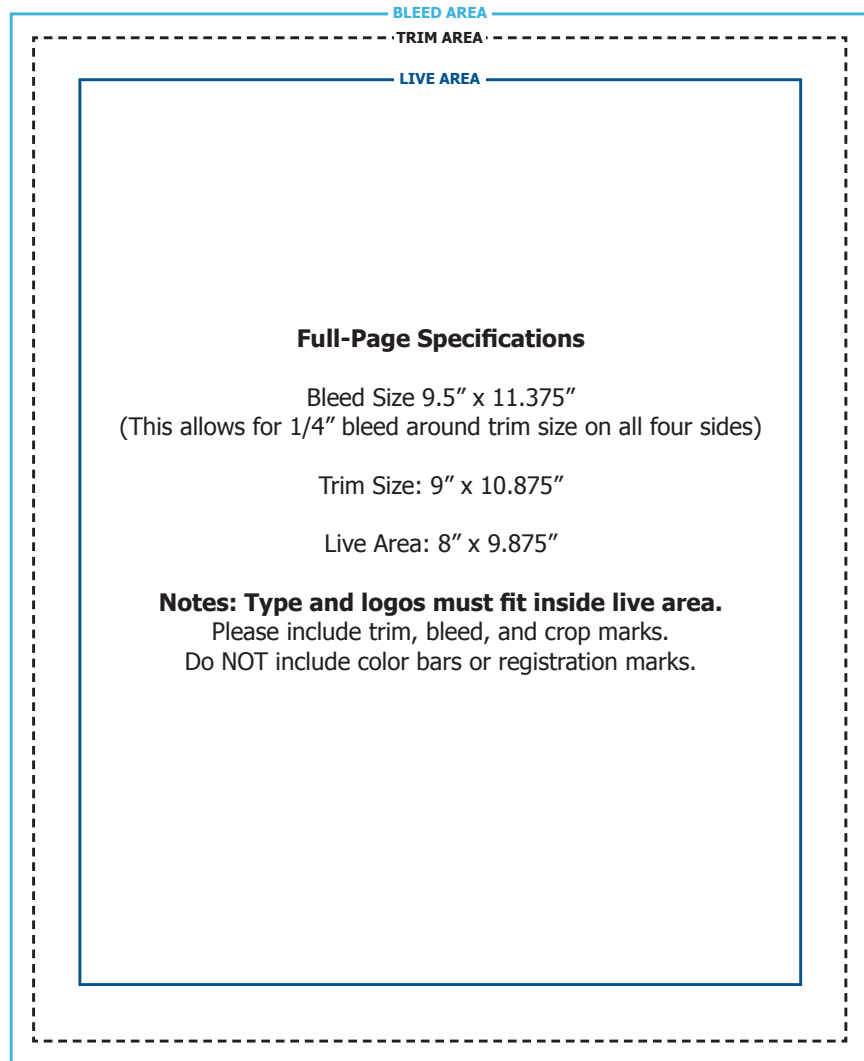 BLEED AREA
TRIM AREA
LIVE AREA
Full-Page Specifications
Bleed Size 9.5” x 11.375”
(This allows for 1/4” bleed around trim size on all four sides)
Trim Size: 9” x 10.875”
Live Area: 8” x 9.875”
Notes: Type and logos must fit inside live area.
Please include trim, bleed, and crop marks.
Do NOT include color bars or registration marks.